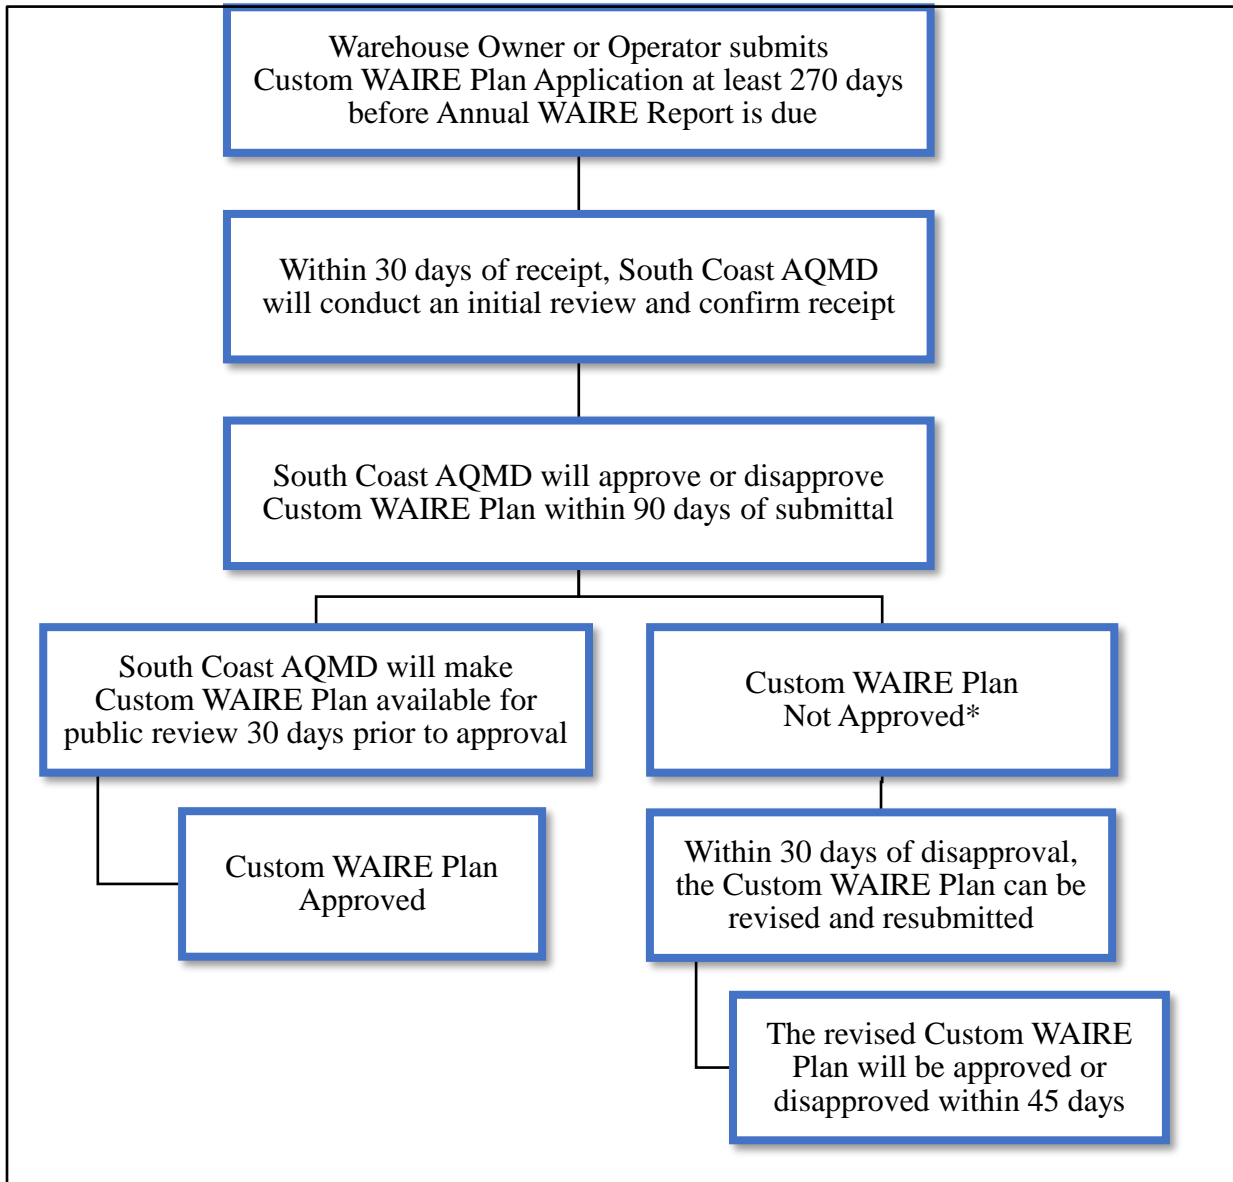 Warehouse Owner or Operator submits
Custom WAIRE Plan Application at least 270 days
before Annual WAIRE Report is due
Within 30 days of receipt, South Coast AQMD
will conduct an initial review and confirm receipt
South Coast AQMD will approve or disapprove
Custom WAIRE Plan within 90 days of submittal
South Coast AQMD will make
Custom WAIRE Plan available for
public review 30 days prior to approval
Custom WAIRE Plan
Approved
Custom WAIRE Plan
Not Approved*
Within 30 days of disapproval,
the Custom WAIRE Plan can be
revised and resubmitted
The revised Custom WAIRE
Plan will be approved or
disapproved within 45 days